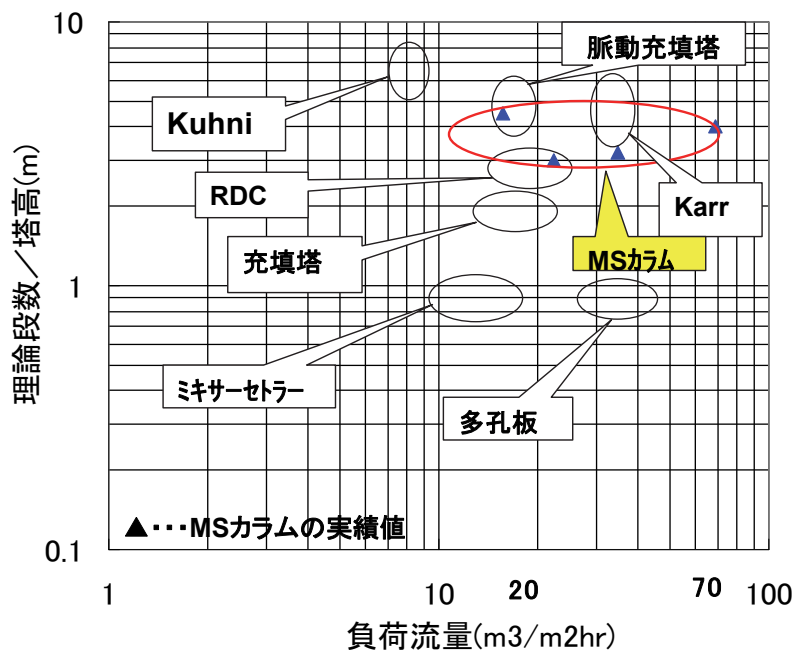 10
脈動充填塔
Kuhni
RDC
Karr
充填塔
MSカラム
1
ミキサーセトラー
多孔板
▲･･･MSカラムの実績値
0.1
1
10
20
70
100
負荷流量(m3/m2hr)
理論段数／塔高(m)